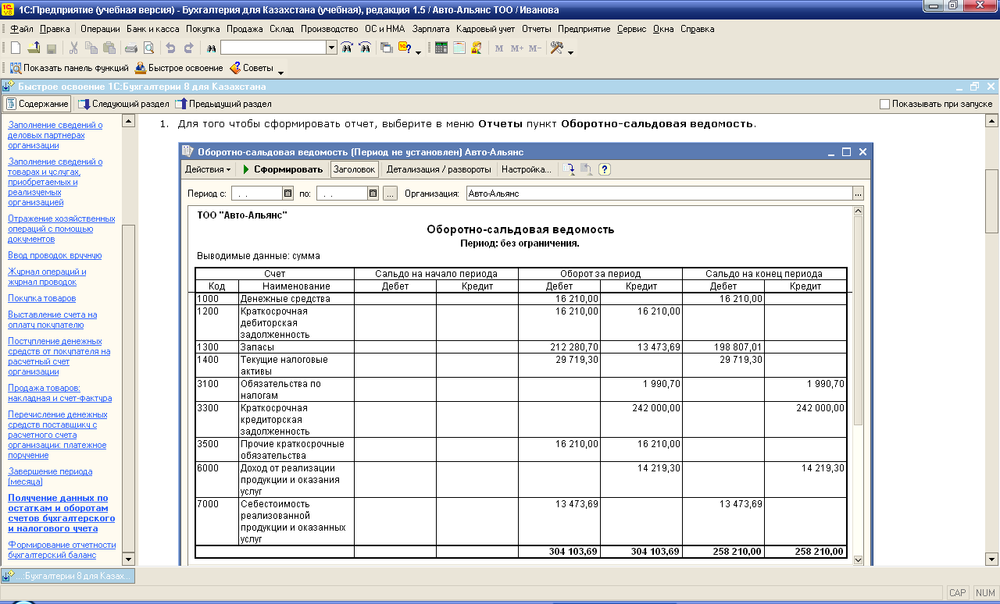 1С:Предприятие (учебная версия) - Бухгалтерия для Казахстана (учебная), редакция 1.5 / Авто-Альянс ТОО / Иванова
Файл Правка Операции Банк и касса Покупка Продажа Склад Производство ОС и НМА Зарплата Кадровый учет Отчеты Предприятие Сервис Окна Справка
M M+ M-
Показать панель функций Быстрое освоение Советы
Быстрое освоение 1С:Бухгалтерии 8 для Казахстана
Содержание Следующий раздел Предыдущий раздел Показывать при запуске
Заполнение сведений о
деловых партнерах
организации
Заполнение сведений о
товарах и услугах,
приобретаемых и
реализуемых
организацией
Отражение хозяйственных
операций с помощью
документов
Ввод проводок вручную
Журнал операций и
журнал проводок
Покупка товаров
Выставление счета на
оплату покупателю
Поступление денежных
средств от покупателя на
расчетный счет
организации
Продажа товаров:
накладная и счет-фактура
Перечисление денежных
средств поставщику с
расчетного счета
организации: платежное
поручение
Завершение периода
(месяца)
Получение данных по
остаткам и оборотам
счетов бухгалтерского
и налогового учета
Формирование отчетности
бухгалтерский баланс
1. Для того чтобы сформировать отчет, выберите в меню Отчеты пункт Оборотно-сальдовая ведомость.
Оборотно-сальдовая ведомость (Период не установлен) Авто-Альянс
Действия Сформировать Заголовок Детализация / развороты Настройка...
Период с: . . по: . . ... Организация: Авто-Альянс ...
ТОО "Авто-Альянс"
Оборотно-сальдовая ведомость
Период: без ограничения.
Выводимые данные: сумма
Счет Сальдо на начало периода Оборот за период Сальдо на конец периода
Код Наименование Дебет Кредит Дебет Кредит Дебет Кредит
1000 Денежные средства 16 210,00 16 210,00
1200 Краткосрочная 16 210,00 16 210,00
дебиторская
задолженность
1300 Запасы 212 280,70 13 473,69 198 807,01
1400 Текущие налоговые 29 719,30 29 719,30
активы
3100 Обязательства по 1 990,70 1 990,70
налогам
3300 Краткосрочная 242 000,00 242 000,00
кредиторская
задолженность
3500 Прочие краткосрочные 16 210,00 16 210,00
обязательства
6000 Доход от реализации 14 219,30 14 219,30
продукции и оказания
услуг
7000 Себестоимость 13 473,69 13 473,69
реализованной
продукции и оказанных
услуг
304 103,69 304 103,69 258 210,00 258 210,00
...:Бухгалтерии 8 для Казах...
CAP NUM